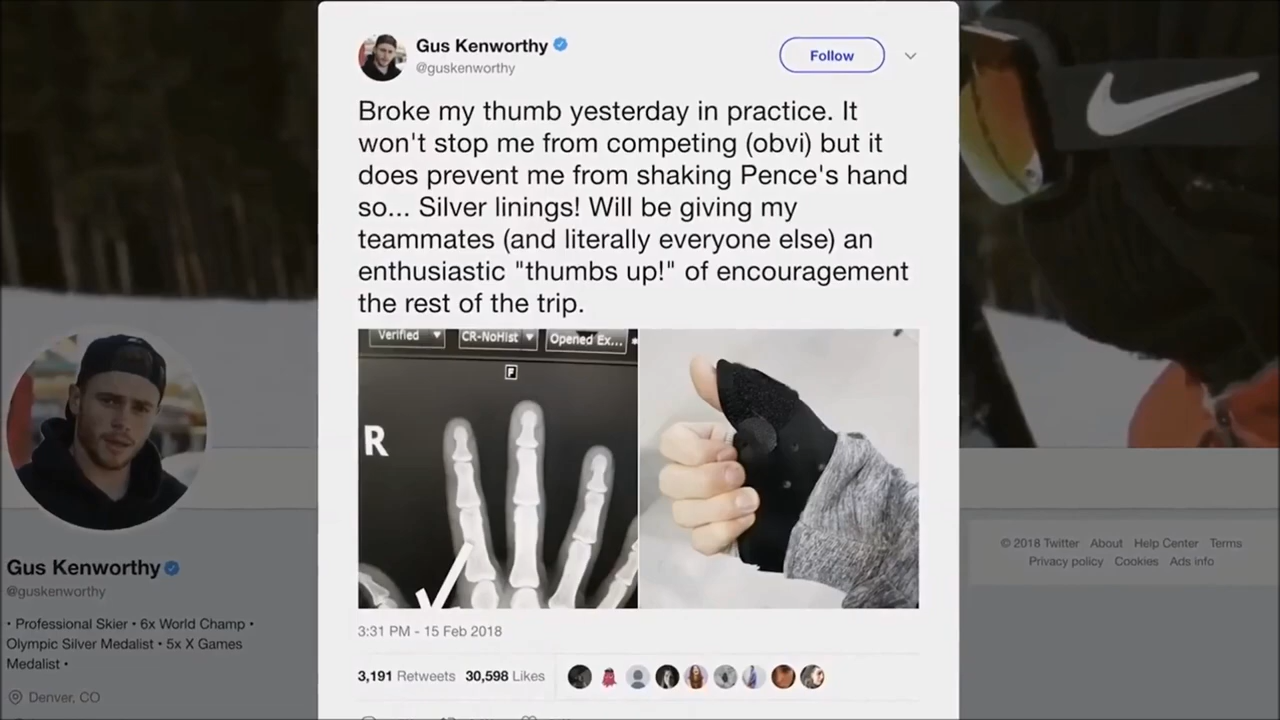 Gus Kenworthy
@guskenworthy
Follow
Broke my thumb yesterday in practice. It
won't stop me from competing (obvi) but it
does prevent me from shaking Pence's hand
so... Silver linings! Will be giving my
teammates (and literally everyone else) an
enthusiastic "thumbs up!" of encouragement
the rest of the trip.
Verified
CR-NoHist
Opened Ex...
F
R
3:31 PM - 15 Feb 2018
3,191 Retweets 30,598 Likes
Gus Kenworthy
@guskenworthy
• Professional Skier • 6x World Champ •
Olympic Silver Medalist • 5x X Games
Medalist •
Denver, CO
© 2018 Twitter About Help Center Terms
Privacy policy Cookies Ads info